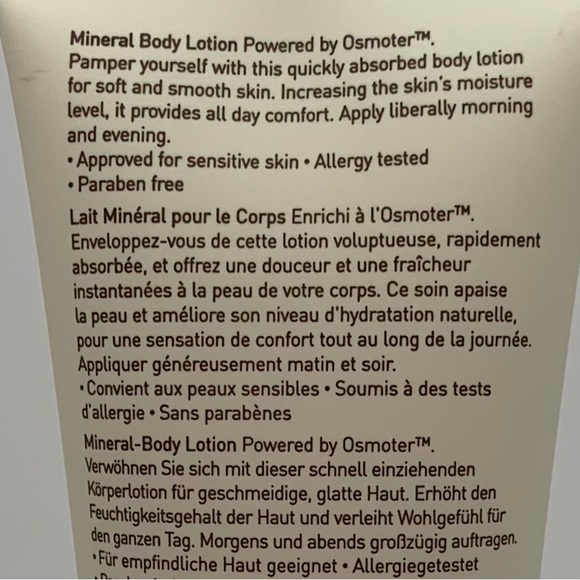 Mineral Body Lotion Powered by Osmoter™.
Pamper yourself with this quickly absorbed body lotion
for soft and smooth skin. Increasing the skin's moisture
level, it provides all day comfort. Apply liberally morning
and evening.
• Approved for sensitive skin • Allergy tested
• Paraben free
Lait Minéral pour le Corps Enrichi à l'Osmoter™.
Enveloppez-vous de cette lotion voluptueuse, rapidement
absorbée, et offrez une douceur et une fraîcheur
instantanées à la peau de votre corps. Ce soin apaise
la peau et améliore son niveau d'hydratation naturelle,
pour une sensation de confort tout au long de la journée.
Appliquer généreusement matin et soir.
• Convient aux peaux sensibles • Soumis à des tests
d'allergie • Sans parabènes
Mineral-Body Lotion Powered by Osmoter™.
Verwöhnen Sie sich mit dieser schnell einziehenden
Körperlotion für geschmeidige, glatte Haut. Erhöht den
Feuchtigkeitsgehalt der Haut und verleiht Wohlgefühl für
den ganzen Tag. Morgens und abends großzügig auftragen.
• Für empfindliche Haut geeignet • Allergiegetestet